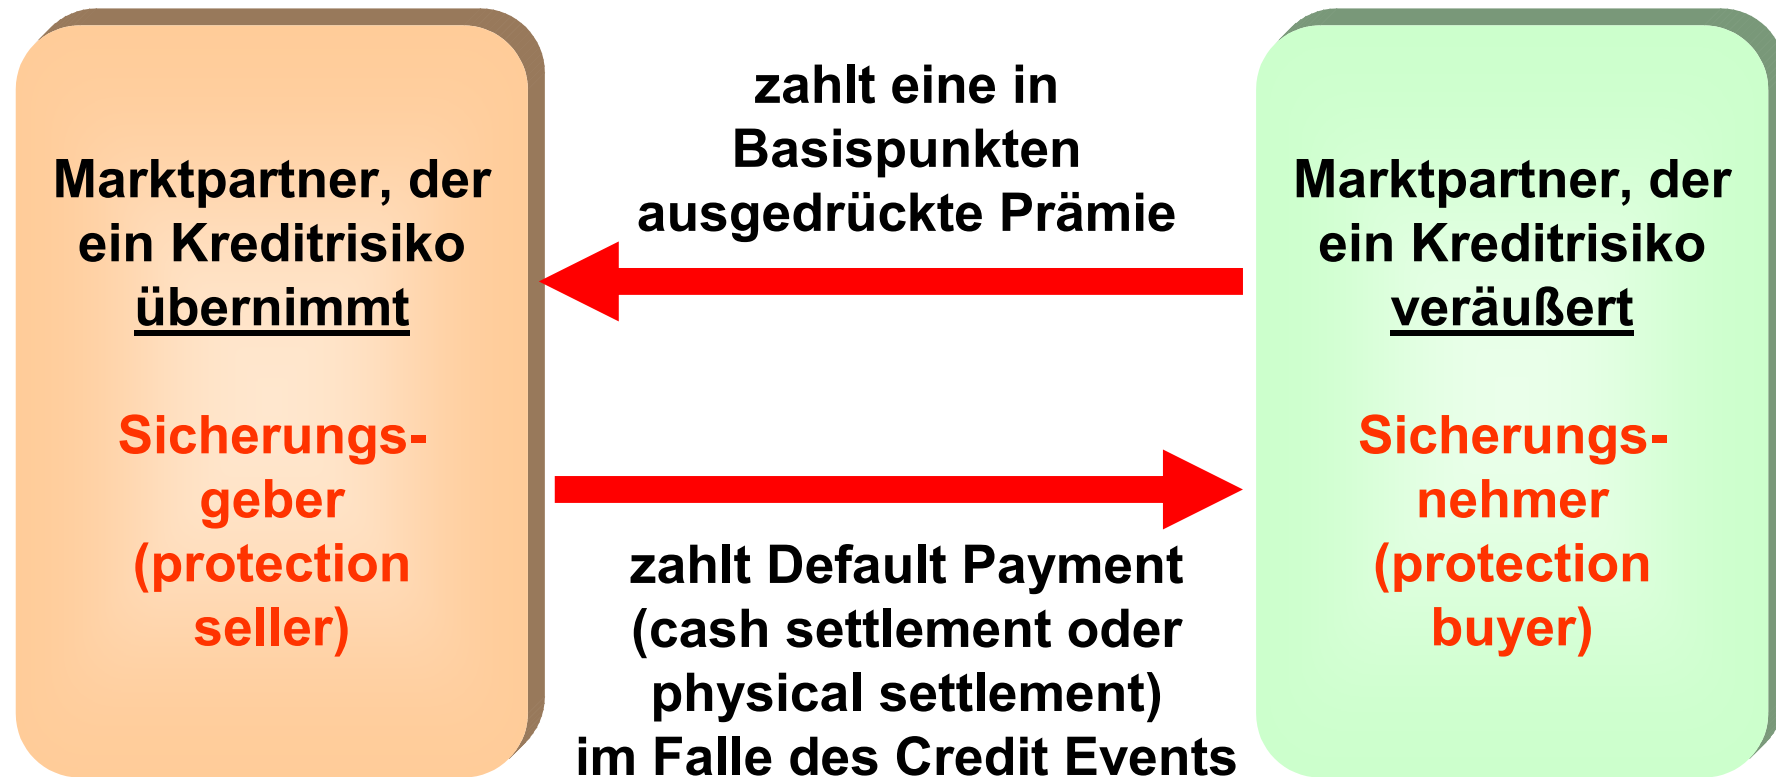 Marktpartner, der
ein Kreditrisiko
übernimmt
Sicherungs-
geber
(protection
seller)
zahlt eine in
Basispunkten
ausgedrückte Prämie
zahlt Default Payment
(cash settlement oder
physical settlement)
im Falle des Credit Events
Marktpartner, der
ein Kreditrisiko
veräußert
Sicherungs-
nehmer
(protection
buyer)